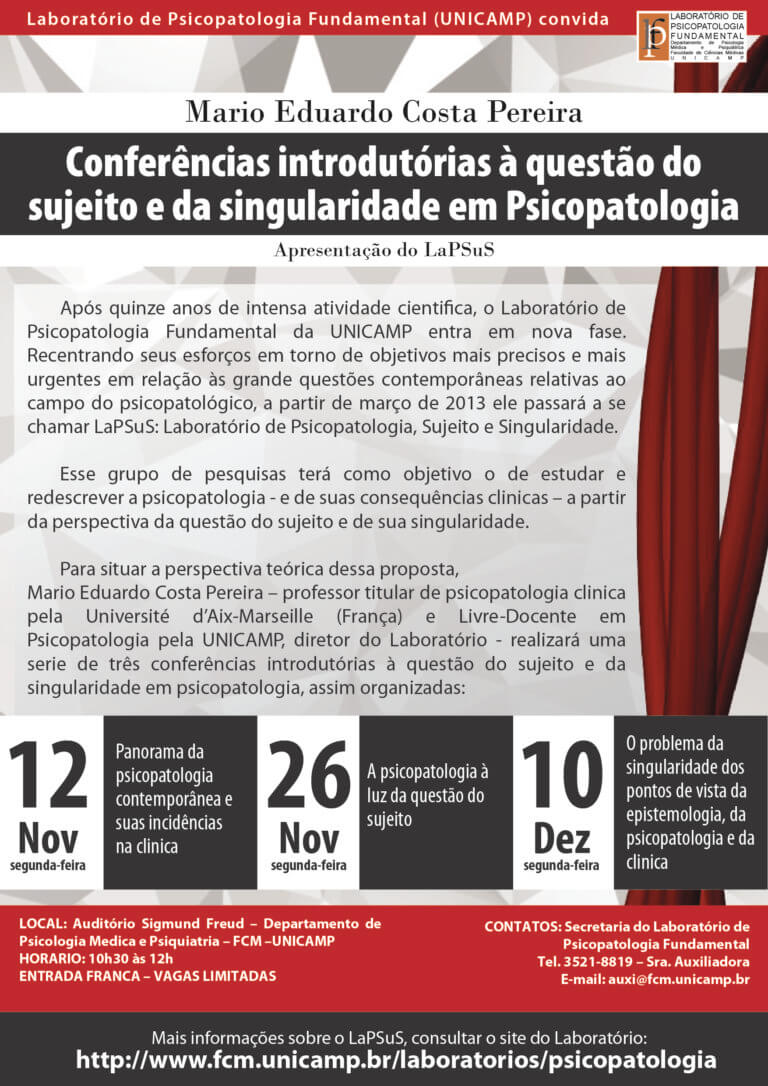 Laboratório de Psicopatologia Fundamental (UNICAMP) convida
LABORATÓRIO DE
PSICOPATOLOGIA
FUNDAMENTAL
Departamento de Psicologia
Médica e Psiquiatria
Faculdade de Ciências Médicas
UNICAMP
Mario Eduardo Costa Pereira
Conferências introdutórias à questão do
sujeito e da singularidade em Psicopatologia
Apresentação do LaPSuS
Após quinze anos de intensa atividade cientifica, o Laboratório de
Psicopatologia Fundamental da UNICAMP entra em nova fase.
Recentrando seus esforços em torno de objetivos mais precisos e mais
urgentes em relação às grande questões contemporâneas relativas ao
campo do psicopatológico, a partir de março de 2013 ele passará a se
chamar LaPSuS: Laboratório de Psicopatologia, Sujeito e Singularidade.
Esse grupo de pesquisas terá como objetivo o de estudar e
redescrever a psicopatologia - e de suas consequências clinicas – a partir
da perspectiva da questão do sujeito e de sua singularidade.
Para situar a perspectiva teórica dessa proposta,
Mario Eduardo Costa Pereira – professor titular de psicopatologia clinica
pela Université d’Aix-Marseille (França) e Livre-Docente em
Psicopatologia pela UNICAMP, diretor do Laboratório - realizará uma
serie de três conferências introdutórias à questão do sujeito e da
singularidade em psicopatologia, assim organizadas:
12
Nov
segunda-feira
Panorama da
psicopatologia
contemporânea e
suas incidências
na clinica
26
Nov
segunda-feira
A psicopatologia à
luz da questão do
sujeito
10
Dez
segunda-feira
O problema da
singularidade dos
pontos de vista da
epistemologia, da
psicopatologia e da
clinica
LOCAL: Auditório Sigmund Freud – Departamento de
Psicologia Medica e Psiquiatria – FCM –UNICAMP
HORARIO: 10h30 às 12h
ENTRADA FRANCA – VAGAS LIMITADAS
CONTATOS: Secretaria do Laboratório de
Psicopatologia Fundamental
Tel. 3521-8819 – Sra. Auxiliadora
E-mail: auxi@fcm.unicamp.br
Mais informações sobre o LaPSuS, consultar o site do Laboratório:
http://www.fcm.unicamp.br/laboratorios/psicopatologia